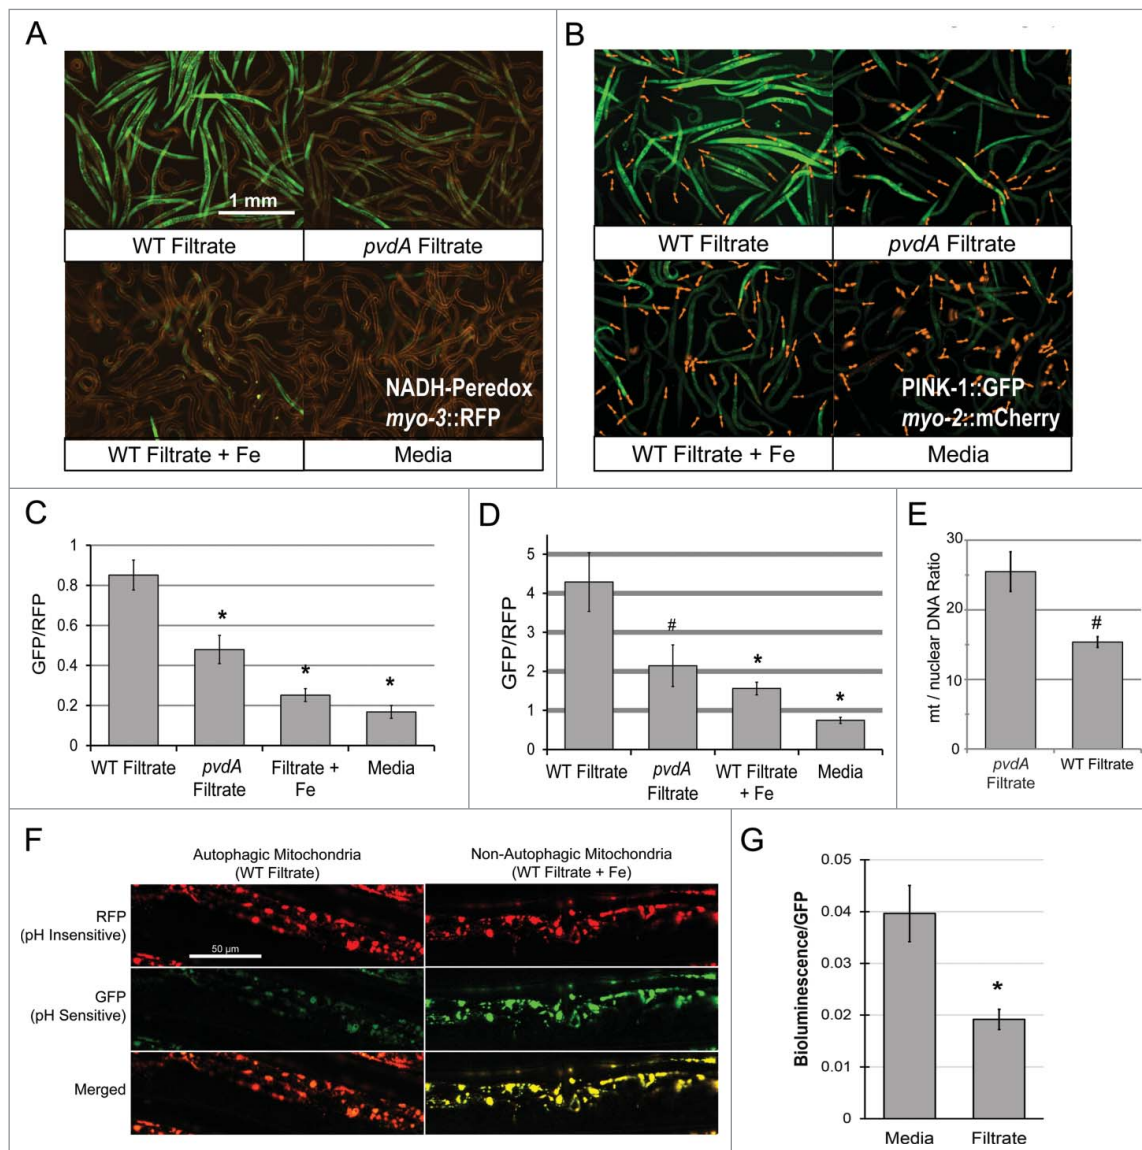 A
1 mm
WT Filtrate
pvdA Filtrate
NADH-Peredox
myo-3::RFP
WT Filtrate + Fe
Media
B
WT Filtrate
pvdA Filtrate
PINK-1::GFP
myo-2::mCherry
WT Filtrate + Fe
Media
C
GFP/RFP
1
0.8
0.6
0.4
0.2
0
*
*
*
WT Filtrate
pvdA
Filtrate
Filtrate +
Fe
Media
D
GFP/RFP
5
4
3
2
1
0
#
*
*
WT Filtrate
pvdA
Filtrate
WT Filtrate
+ Fe
Media
E
mt / nuclear DNA Ratio
30
20
10
0
#
pvdA
Filtrate
WT Filtrate
F
Autophagic Mitochondria
(WT Filtrate)
Non-Autophagic Mitochondria
(WT Filtrate + Fe)
RFP
(pH Insensitive)
50 µm
GFP
(pH Sensitive)
Merged
G
Bioluminescence/GFP
0.05
0.04
0.03
0.02
0.01
0
*
Media
Filtrate